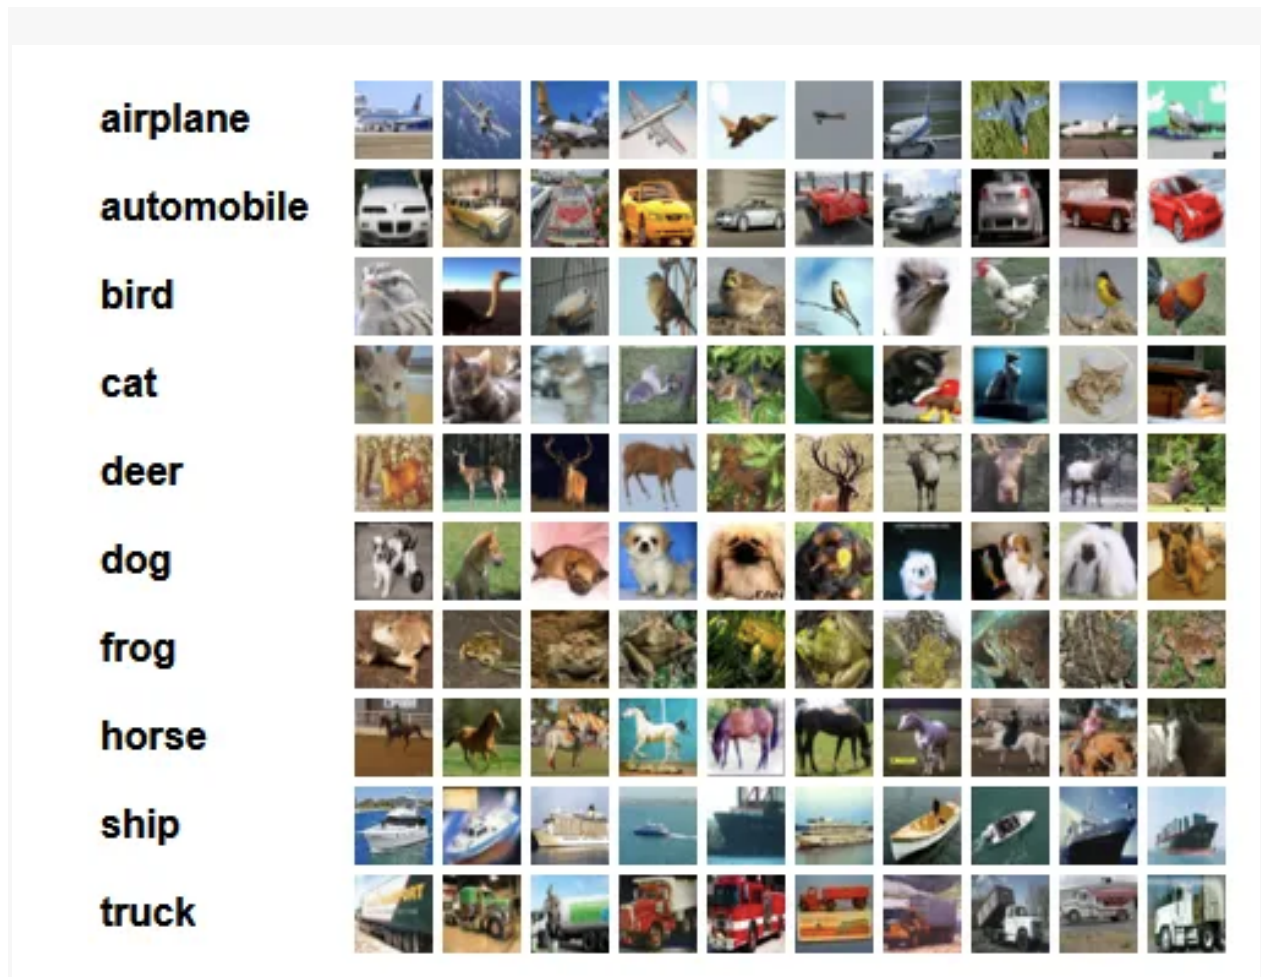 airplane
automobile
bird
cat
deer
dog
frog
horse
ship
truck